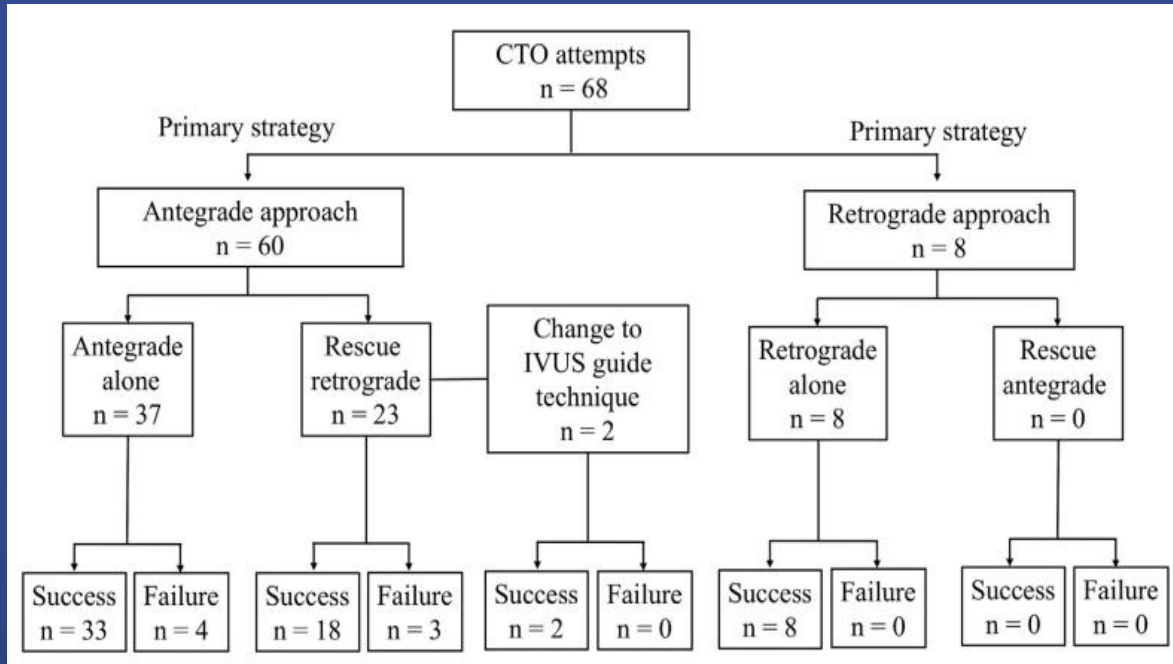 CTO attempts
n = 68
Primary strategy
Primary strategy
Antegrade approach
n = 60
Retrograde approach
n = 8
Antegrade
alone
n = 37
Rescue
retrograde
n = 23
Change to
IVUS guide
technique
n = 2
Retrograde
alone
n = 8
Rescue
antegrade
n = 0
Success
n = 33
Failure
n = 4
Success
n = 18
Failure
n = 3
Success
n = 2
Failure
n = 0
Success
n = 8
Failure
n = 0
Success
n = 0
Failure
n = 0